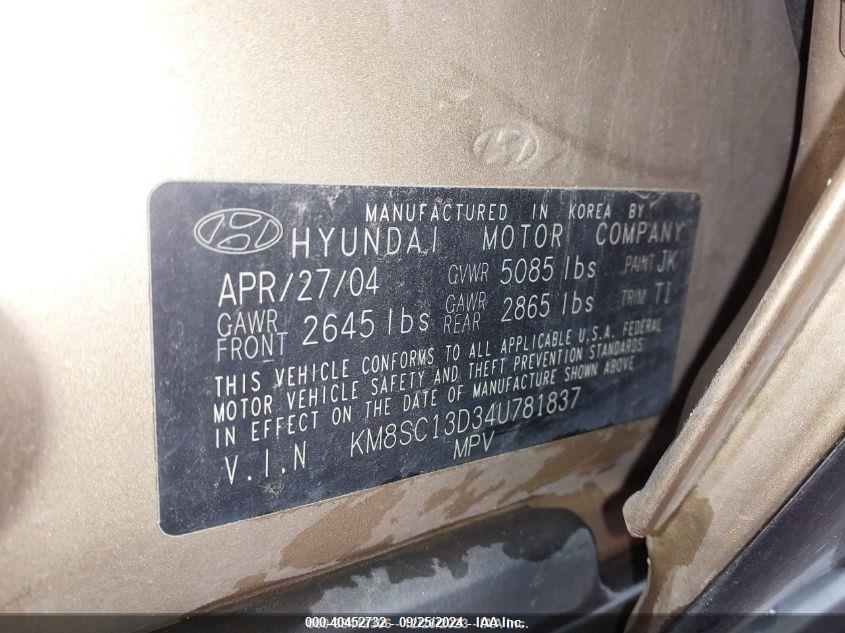 MANUFACTURED IN KOREA BY
HYUNDAI MOTOR COMPANY
APR/27/04 GVWR 5085 lbs PAINT JK
GAWR FRONT 2645 lbs GAWR REAR 2865 lbs TRIM TI
THIS VEHICLE CONFORMS TO ALL APPLICABLE U.S.A. FEDERAL
MOTOR VEHICLE SAFETY AND THEFT PREVENTION STANDARDS
IN EFFECT ON THE DATE OF MANUFACTURE SHOWN ABOVE
V.I.N KM8SC13D34U781837
MPV
000-40452732 - 09/25/2024 - IAA Inc.